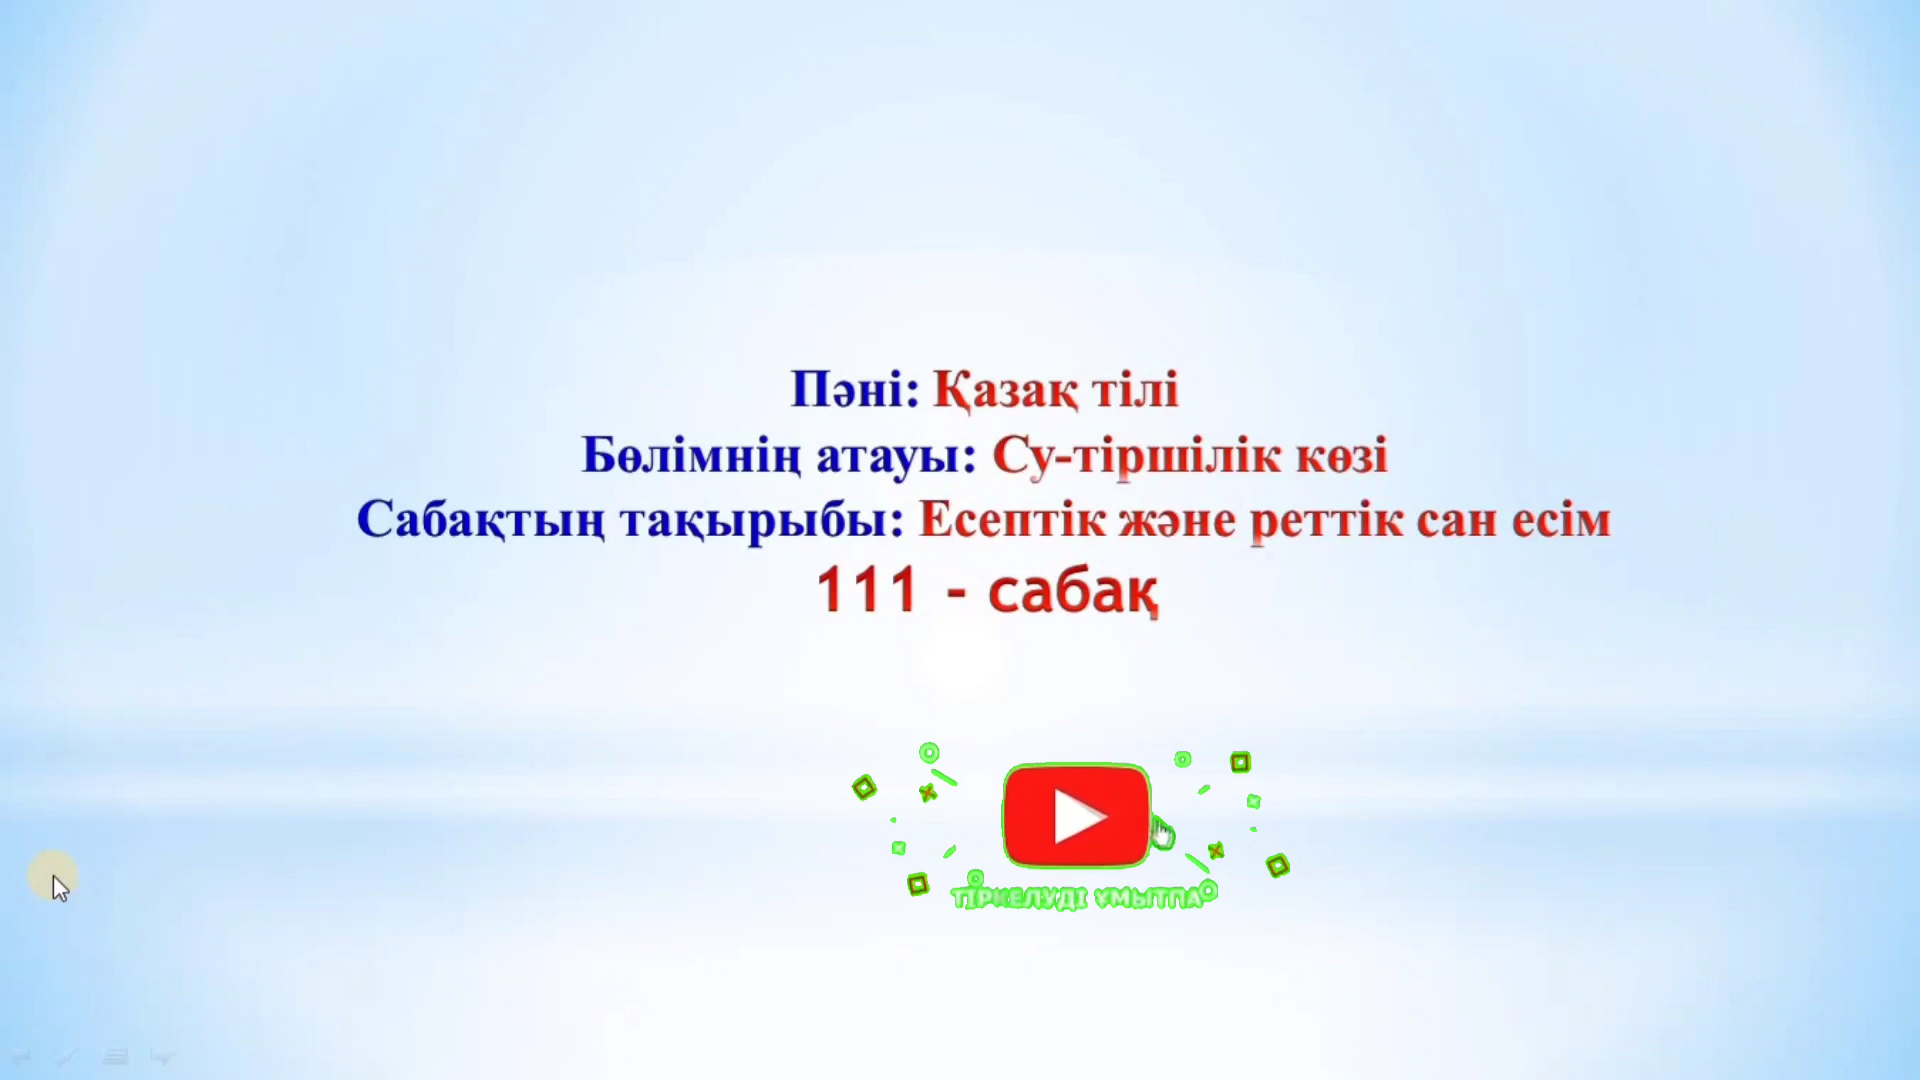 Пәні: Қазақ тілі
Бөлімнің атауы: Су-тіршілік көзі
Сабақтың тақырыбы: Есептік және реттік сан есім
111 - сабақ
ТІРКЕЛУДІ ҰМЫТПА